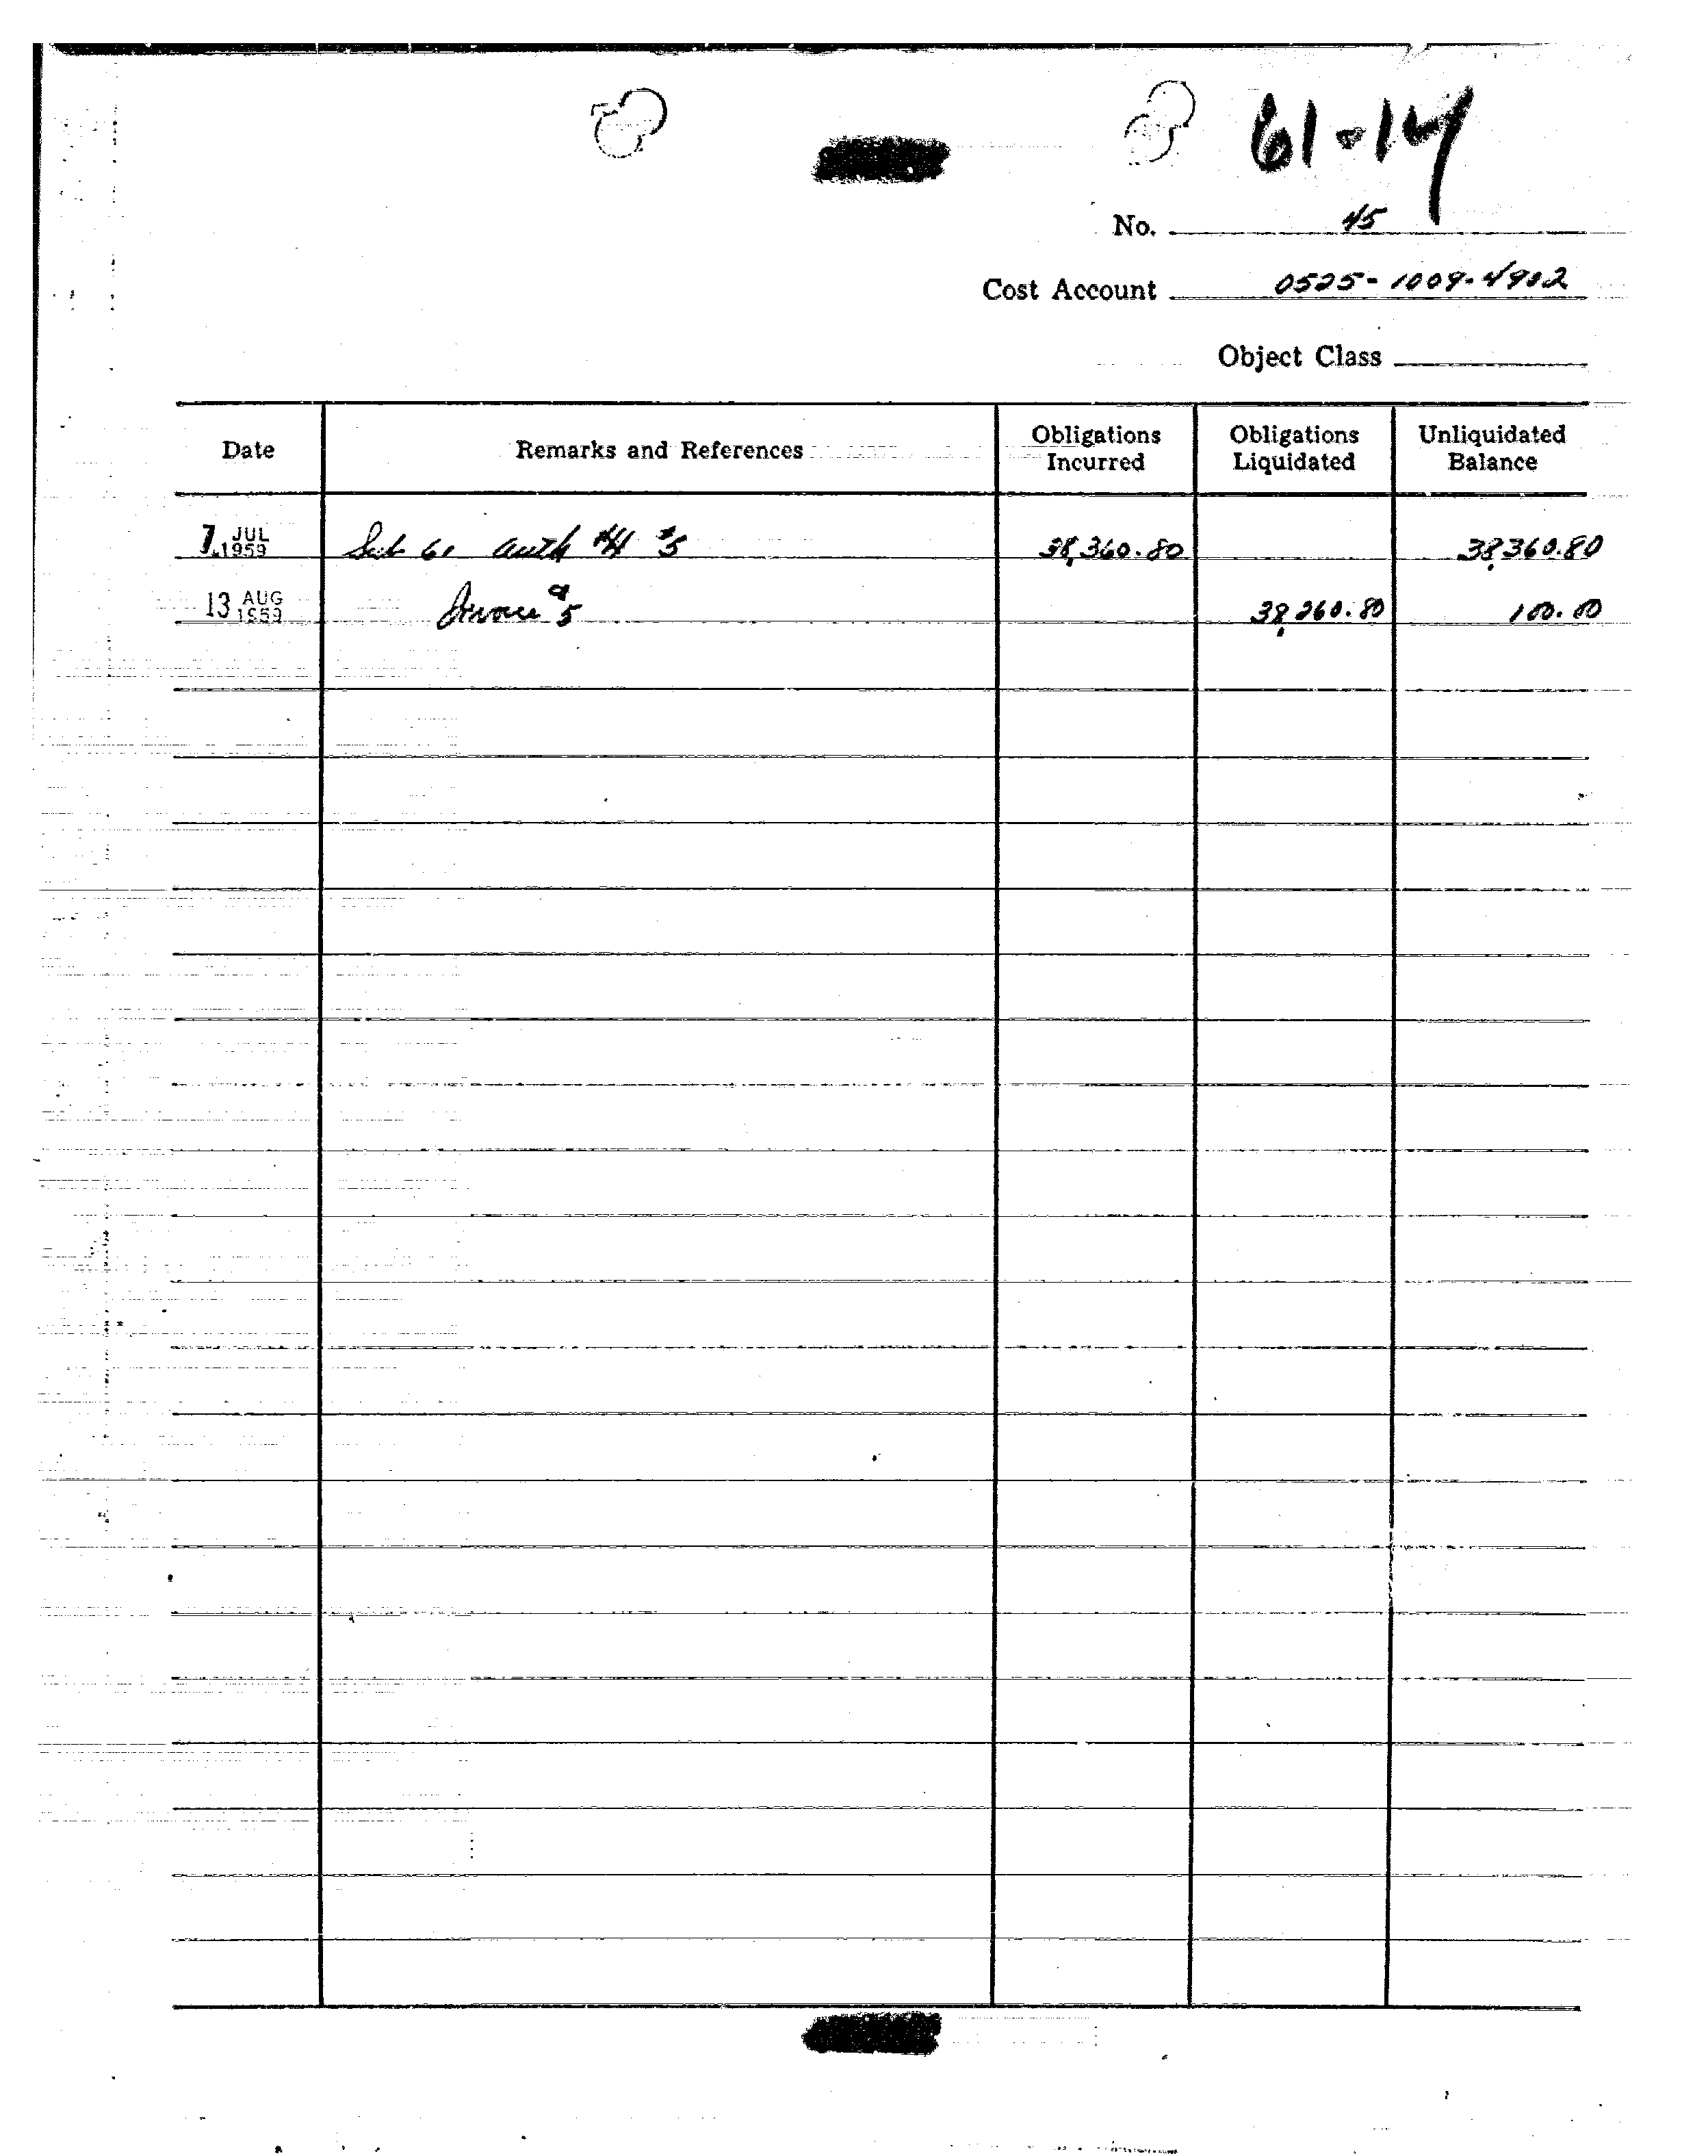 61-14
No. 45
Cost Account 0525-1009-4902
Object Class
Date Remarks and References Obligations Incurred Obligations Liquidated Unliquidated Balance
7 JUL 1959 Sub 61 auth #5 38,360.80 38,360.80
13 AUG 1959 Invoice #5 38,260.80 100.00